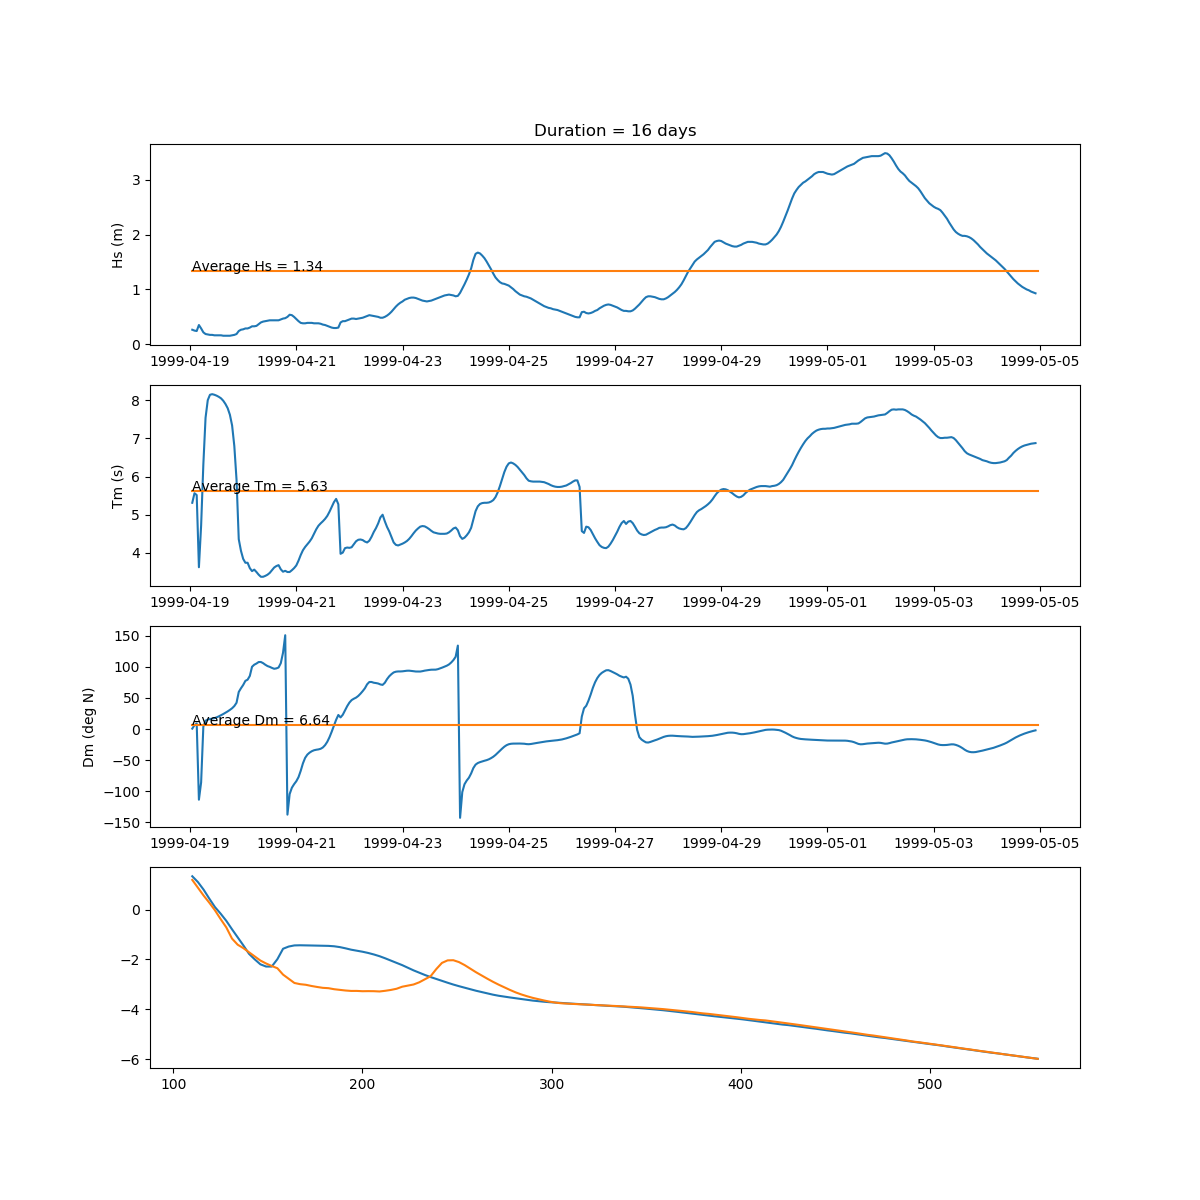 Duration = 16 days
Hs (m)
3
2
1
0
Average Hs = 1.34
1999-04-19 1999-04-21 1999-04-23 1999-04-25 1999-04-27 1999-04-29 1999-05-01 1999-05-03 1999-05-05
Tm (s)
8
7
6
5
4
Average Tm = 5.63
1999-04-19 1999-04-21 1999-04-23 1999-04-25 1999-04-27 1999-04-29 1999-05-01 1999-05-03 1999-05-05
Dm (deg N)
150
100
50
0
−50
−100
−150
Average Dm = 6.64
1999-04-19 1999-04-21 1999-04-23 1999-04-25 1999-04-27 1999-04-29 1999-05-01 1999-05-03 1999-05-05
0
−2
−4
−6
100 200 300 400 500